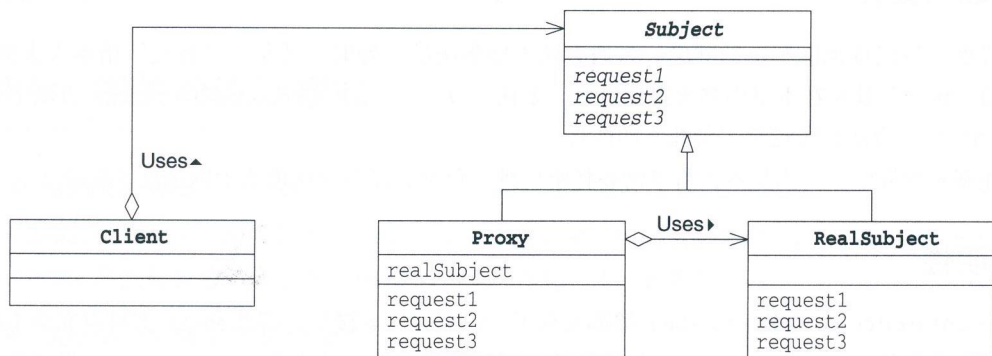 Subject
request1
request2
request3
Uses
Client
Proxy
realSubject
request1
request2
request3
Uses
RealSubject
request1
request2
request3